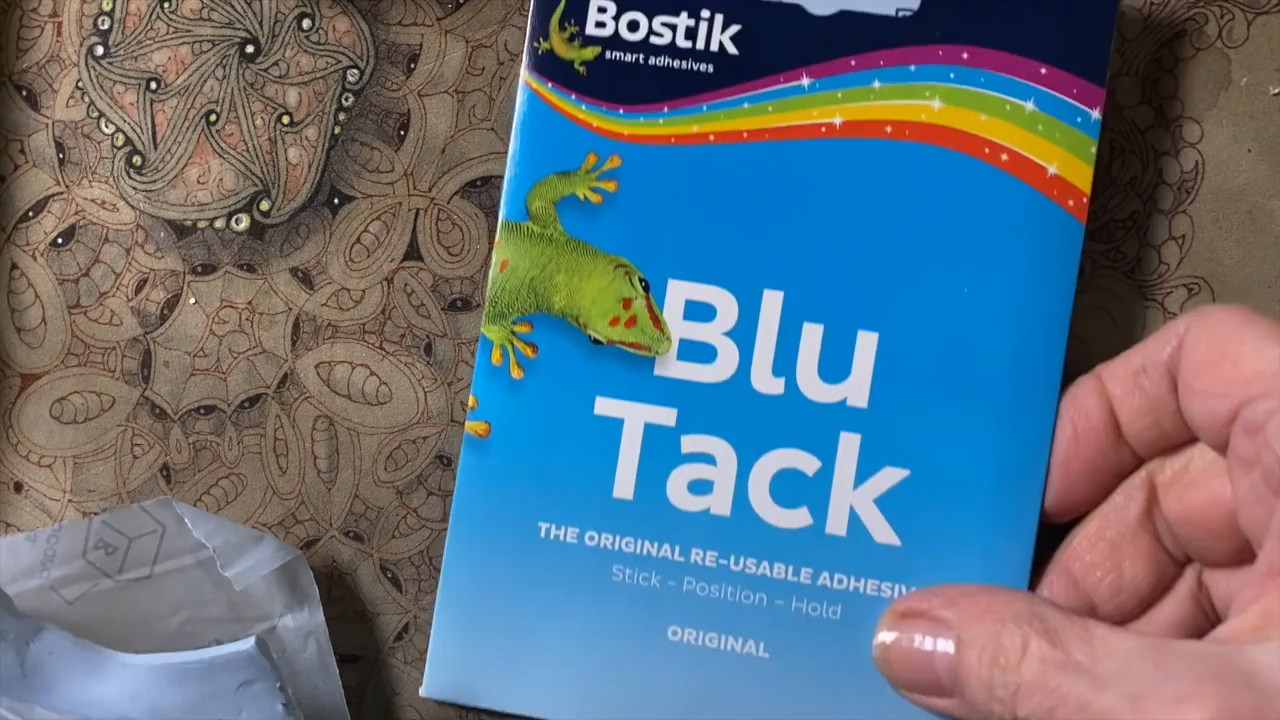 Bostik
smart adhesives
Blu
Tack
THE ORIGINAL RE-USABLE ADHESIV
Stick - Position - Hold
ORIGINAL